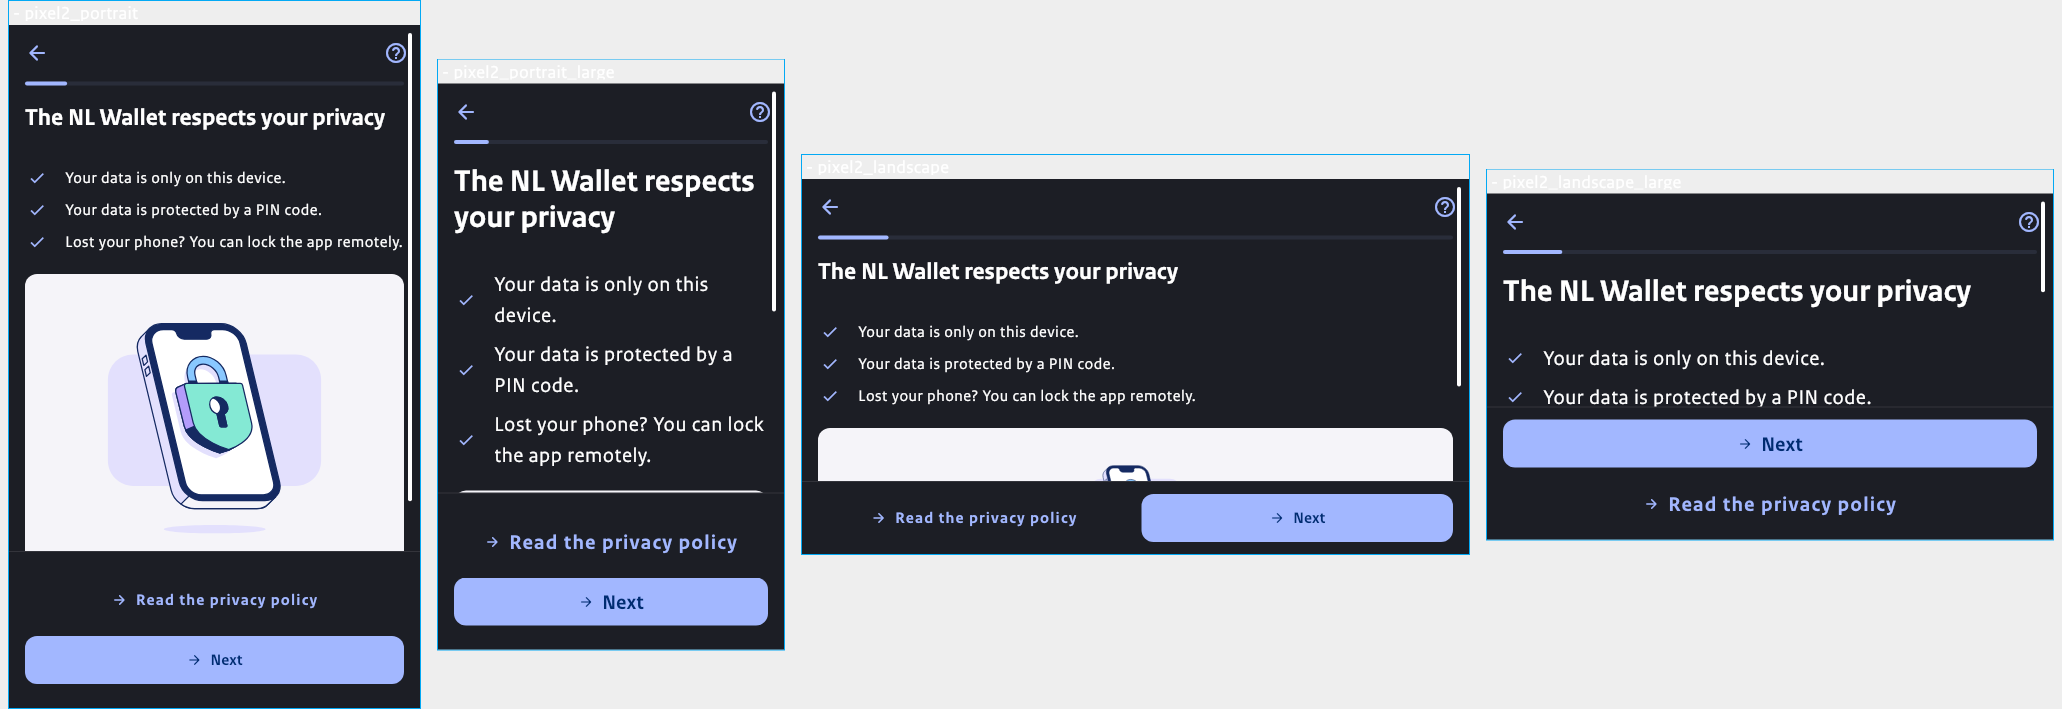 - pixel2_portrait
The NL Wallet respects your privacy
Your data is only on this device.
Your data is protected by a PIN code.
Lost your phone? You can lock the app remotely.
Read the privacy policy
Next
- pixel2_portrait_large
The NL Wallet respects
your privacy
Your data is only on this
device.
Your data is protected by a
PIN code.
Lost your phone? You can lock
the app remotely.
Read the privacy policy
Next
- pixel2_landscape
The NL Wallet respects your privacy
Your data is only on this device.
Your data is protected by a PIN code.
Lost your phone? You can lock the app remotely.
Read the privacy policy
Next
- pixel2_landscape_large
The NL Wallet respects your privacy
Your data is only on this device.
Your data is protected by a PIN code.
Next
Read the privacy policy